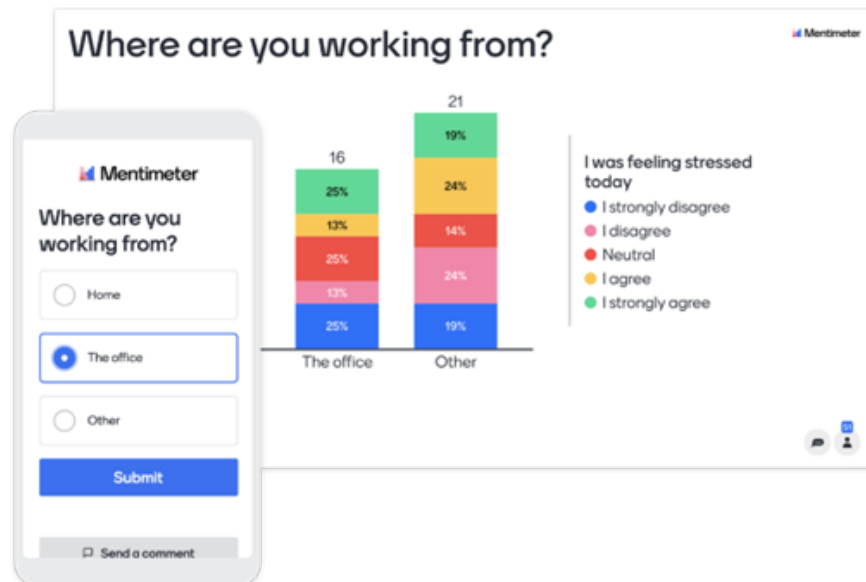 Where are you working from?
Mentimeter
21
19%
24%
14%
24%
19%
Other
16
25%
13%
25%
13%
25%
The office
I was feeling stressed
today
I strongly disagree
I disagree
Neutral
I agree
I strongly agree
51
Mentimeter
Where are you
working from?
Home
The office
Other
Submit
Send a comment